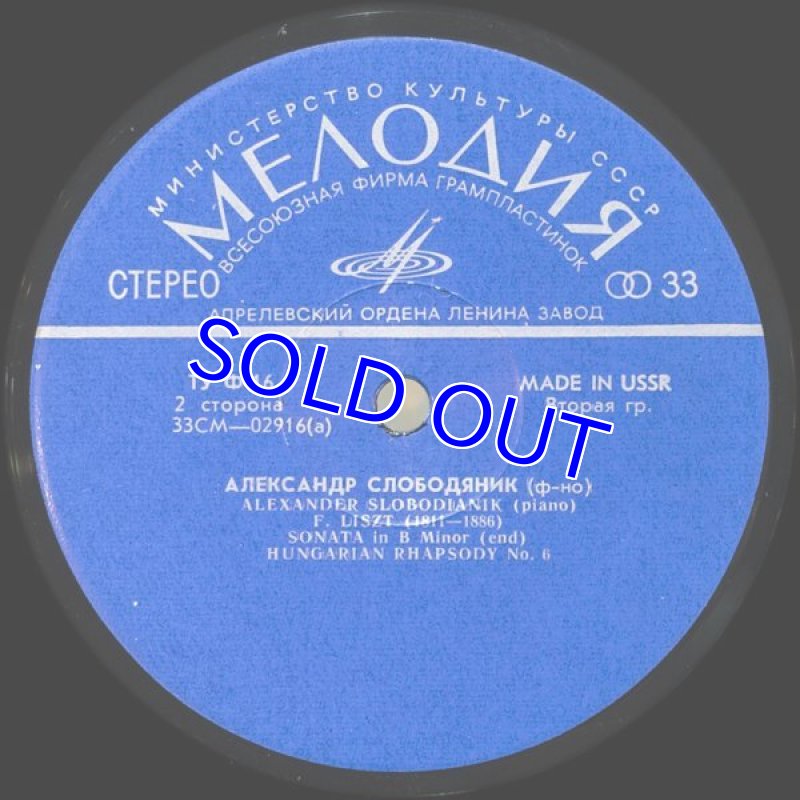 МИНИСТЕРСТВО КУЛЬТУРЫ СССР
МЕЛОДИЯ
ВСЕСОЮЗНАЯ ФИРМА ГРАМПЛАСТИНОК
СТЕРЕО 33
АПРЕЛЕВСКИЙ ОРДЕНА ЛЕНИНА ЗАВОД
SOLD OUT
MADE IN USSR
2 сторона Вторая гр.
33СМ—02916(а)
АЛЕКСАНДР СЛОБОДЯНИК (ф-но)
ALEXANDER SLOBODIANIK (piano)
F. LISZT (1811—1886)
SONATA in B Minor (end)
HUNGARIAN RHAPSODY No. 6